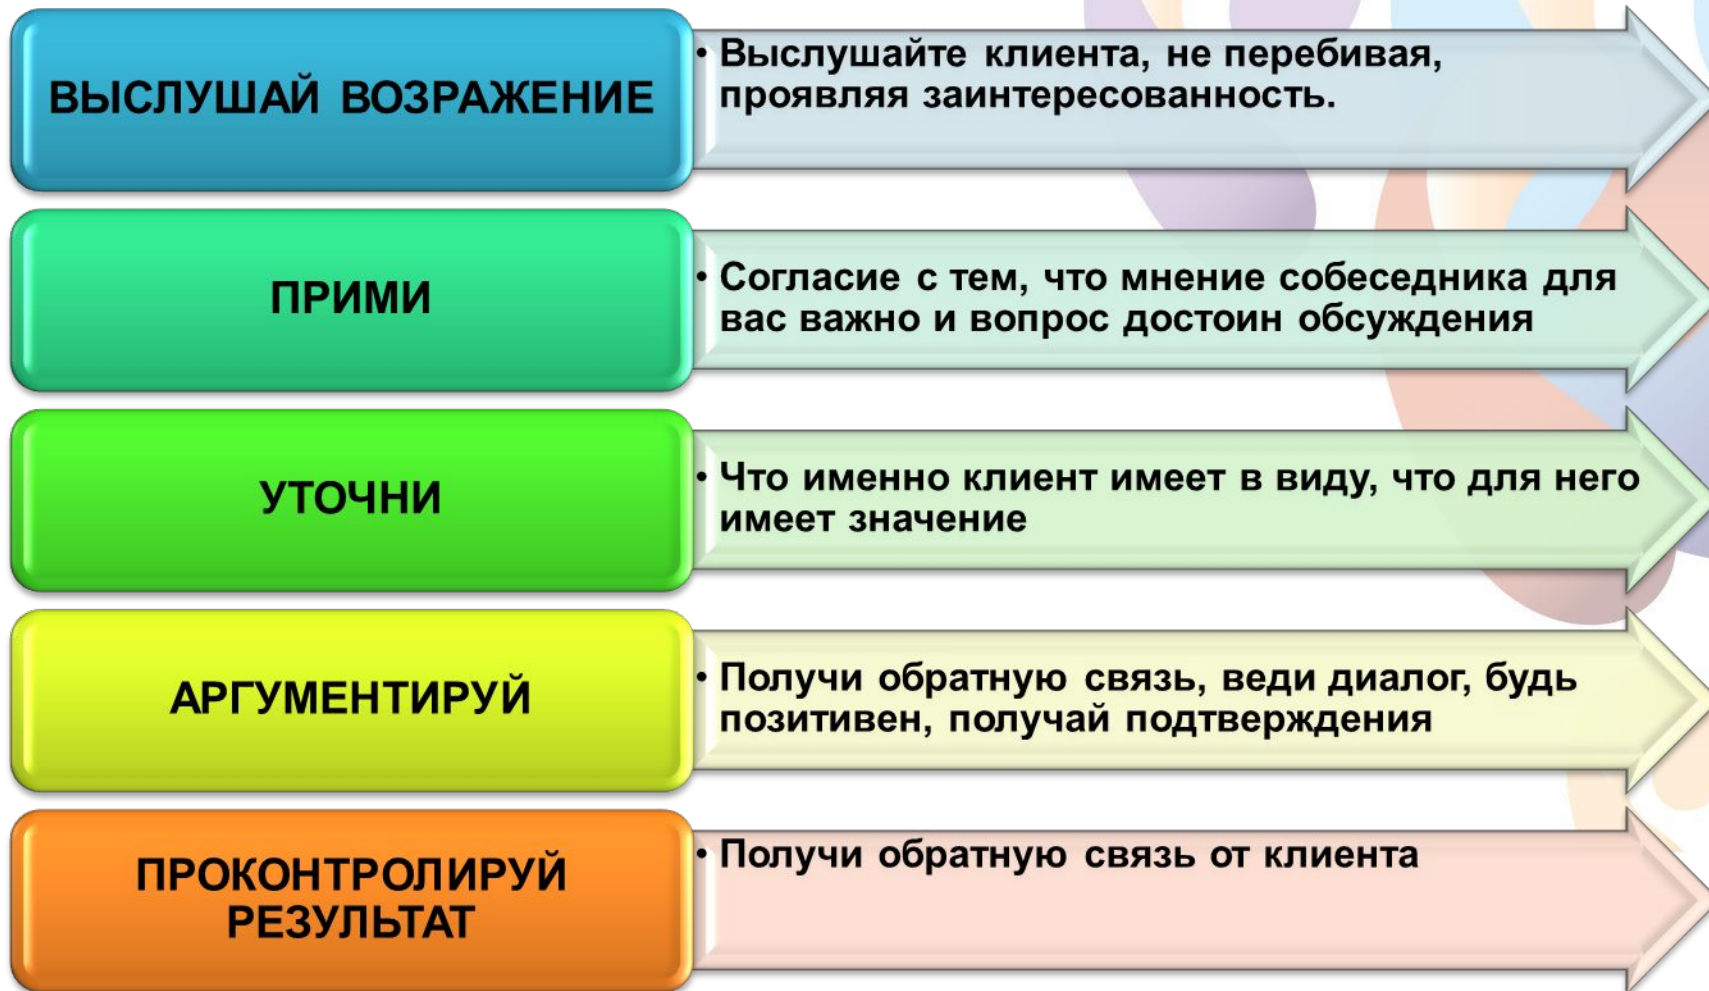 ВЫСЛУШАЙ ВОЗРАЖЕНИЕ
• Выслушайте клиента, не перебивая,
проявляя заинтересованность.
ПРИМИ
• Согласие с тем, что мнение собеседника для
вас важно и вопрос достоин обсуждения
УТОЧНИ
• Что именно клиент имеет в виду, что для него
имеет значение
АРГУМЕНТИРУЙ
• Получи обратную связь, веди диалог, будь
позитивен, получай подтверждения
ПРОКОНТРОЛИРУЙ
РЕЗУЛЬТАТ
• Получи обратную связь от клиента